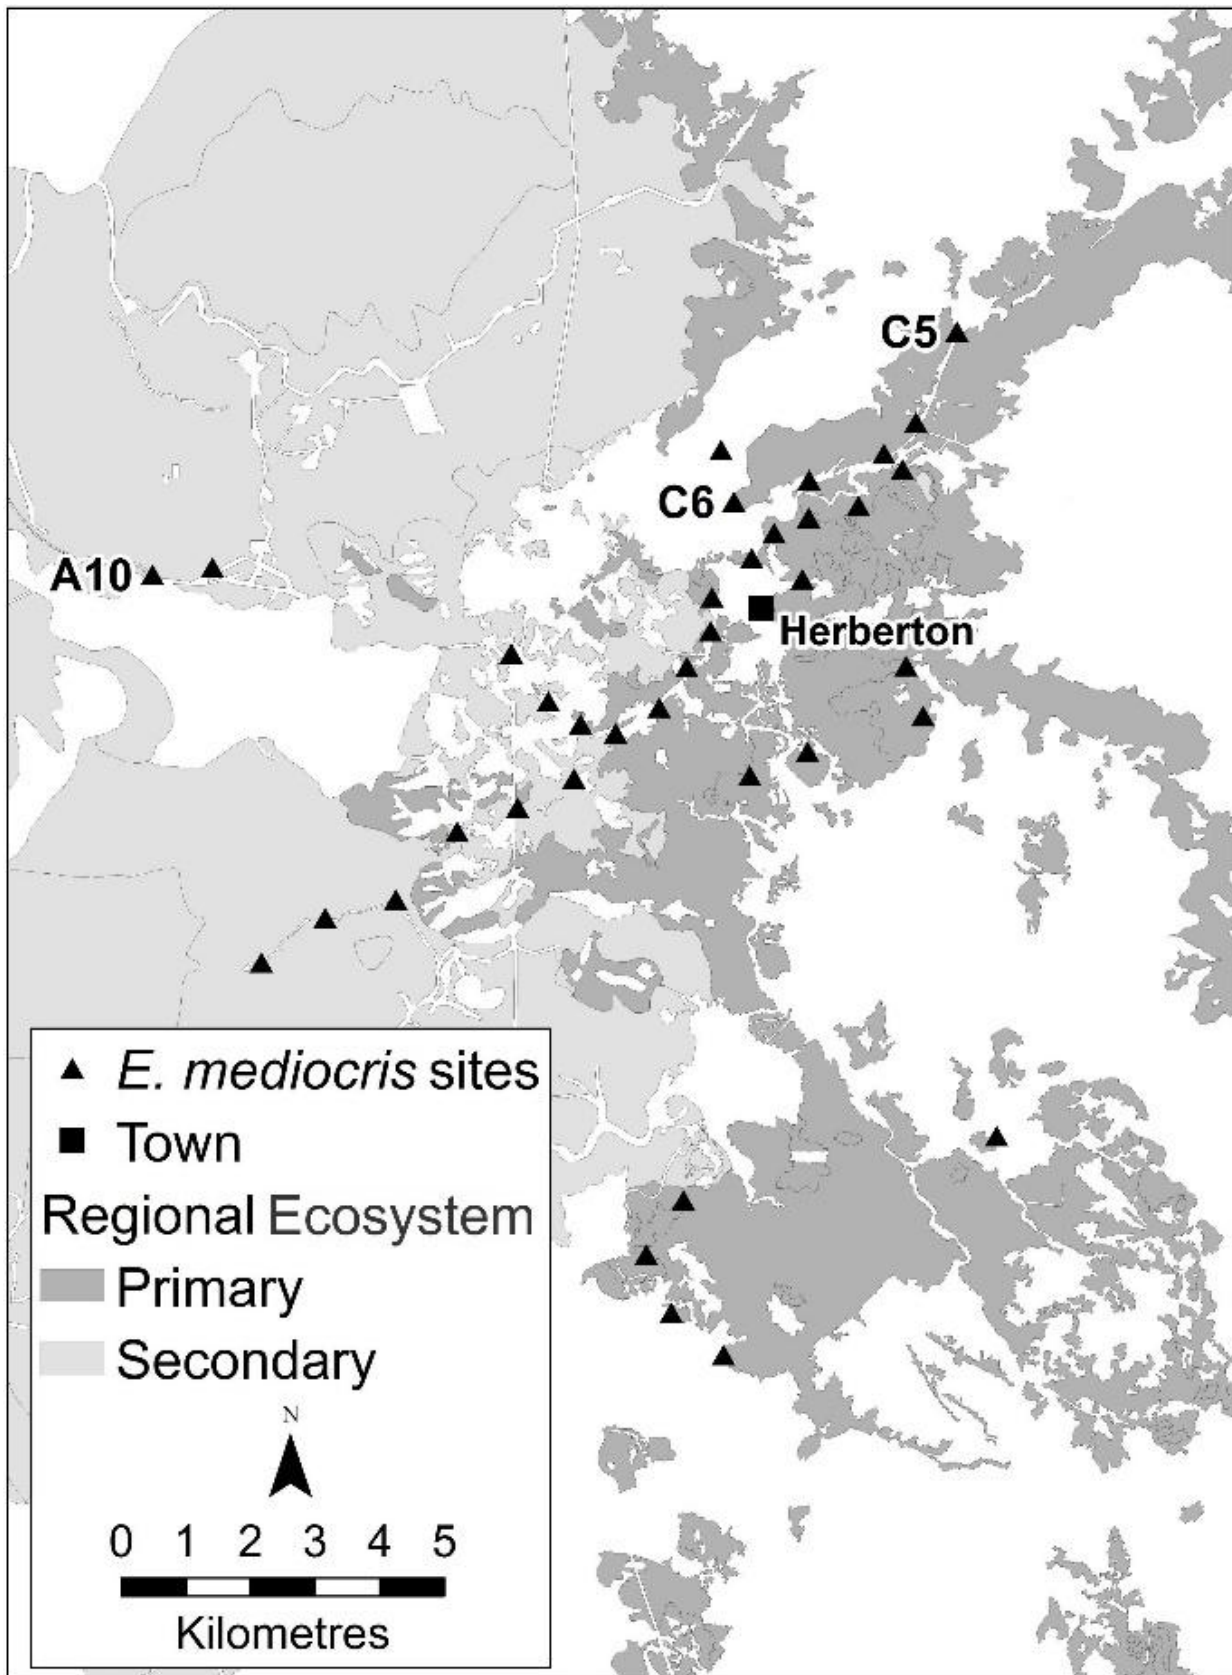 C5
C6
A10
Herberton
E. mediocris sites
Town
Regional Ecosystem
Primary
Secondary
N
0 1 2 3 4 5
Kilometres